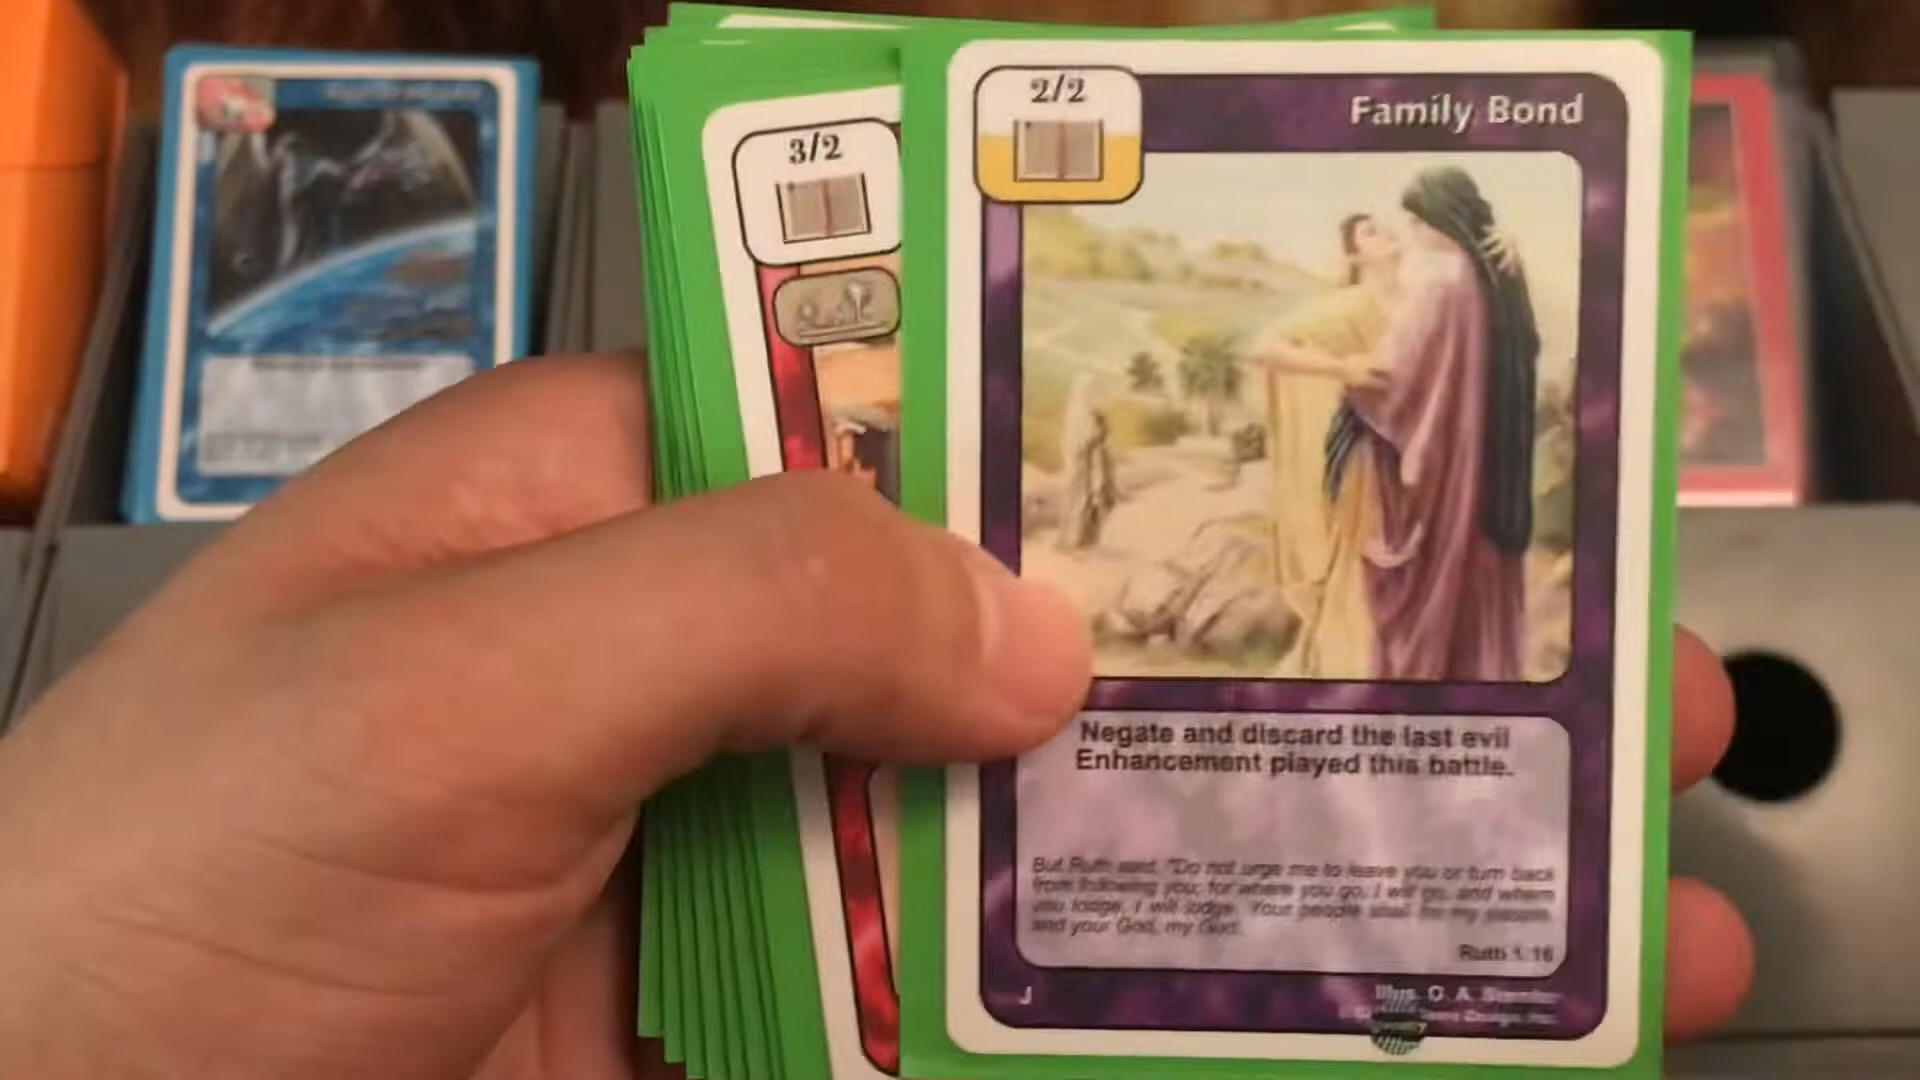 3/2
2/2
Family Bond
Negate and discard the last evil
Enhancement played this battle.
But Ruth said, "Do not urge me to leave you or turn back
from following you; for where you go, I will go, and where
you lodge, I will lodge. Your people shall be my people,
and your God, my God.
Ruth 1:16
J
Illus. G. A.
Design, Inc.